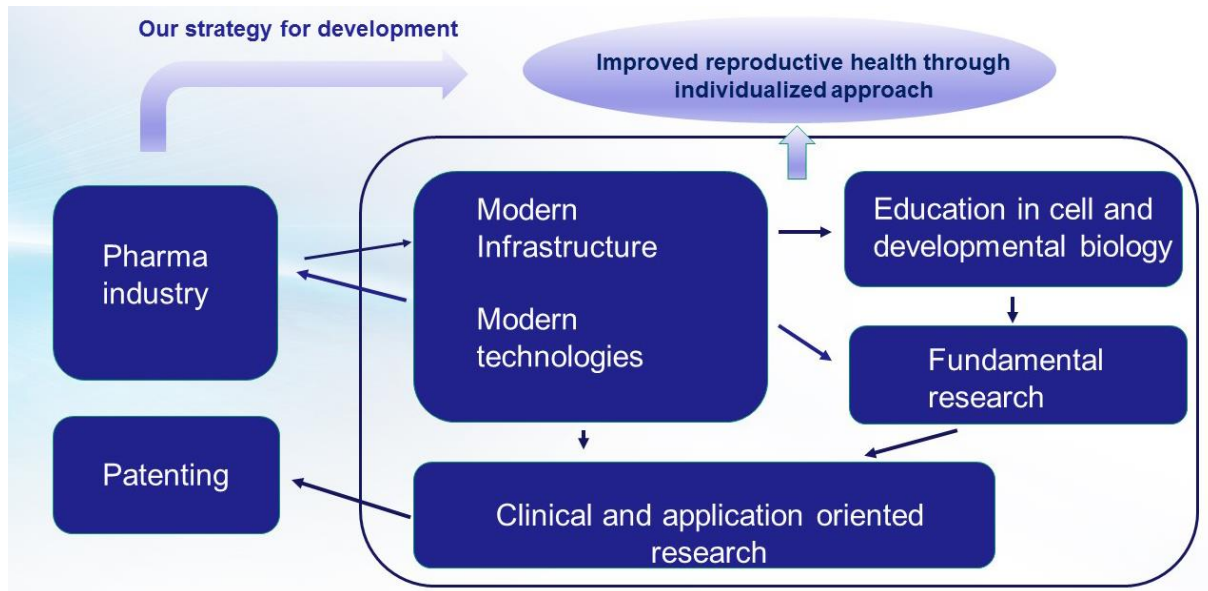 Our strategy for development
Improved reproductive health through
individualized approach
Pharma
industry
Modern
Infrastructure
Modern
technologies
Education in cell and
developmental biology
Fundamental
research
Patenting
Clinical and application oriented
research